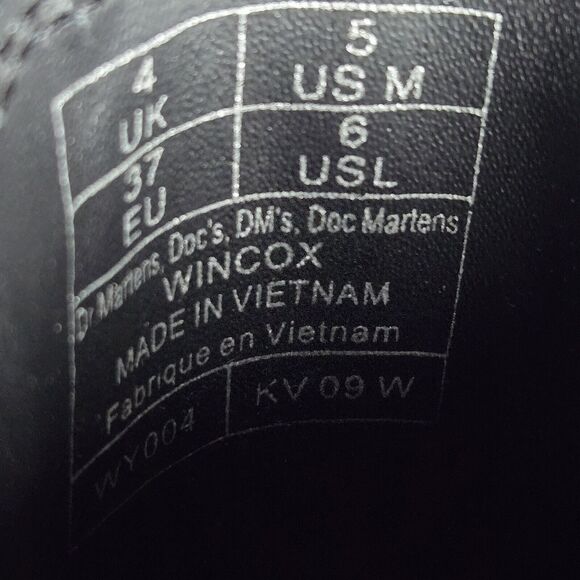 4 UK
5 US M
37 EU
6 USL
Dr Martens, Doc's, DM's, Doc Martens
WINCOX
MADE IN VIETNAM
Fabrique en Vietnam
WY004
KV 09 W